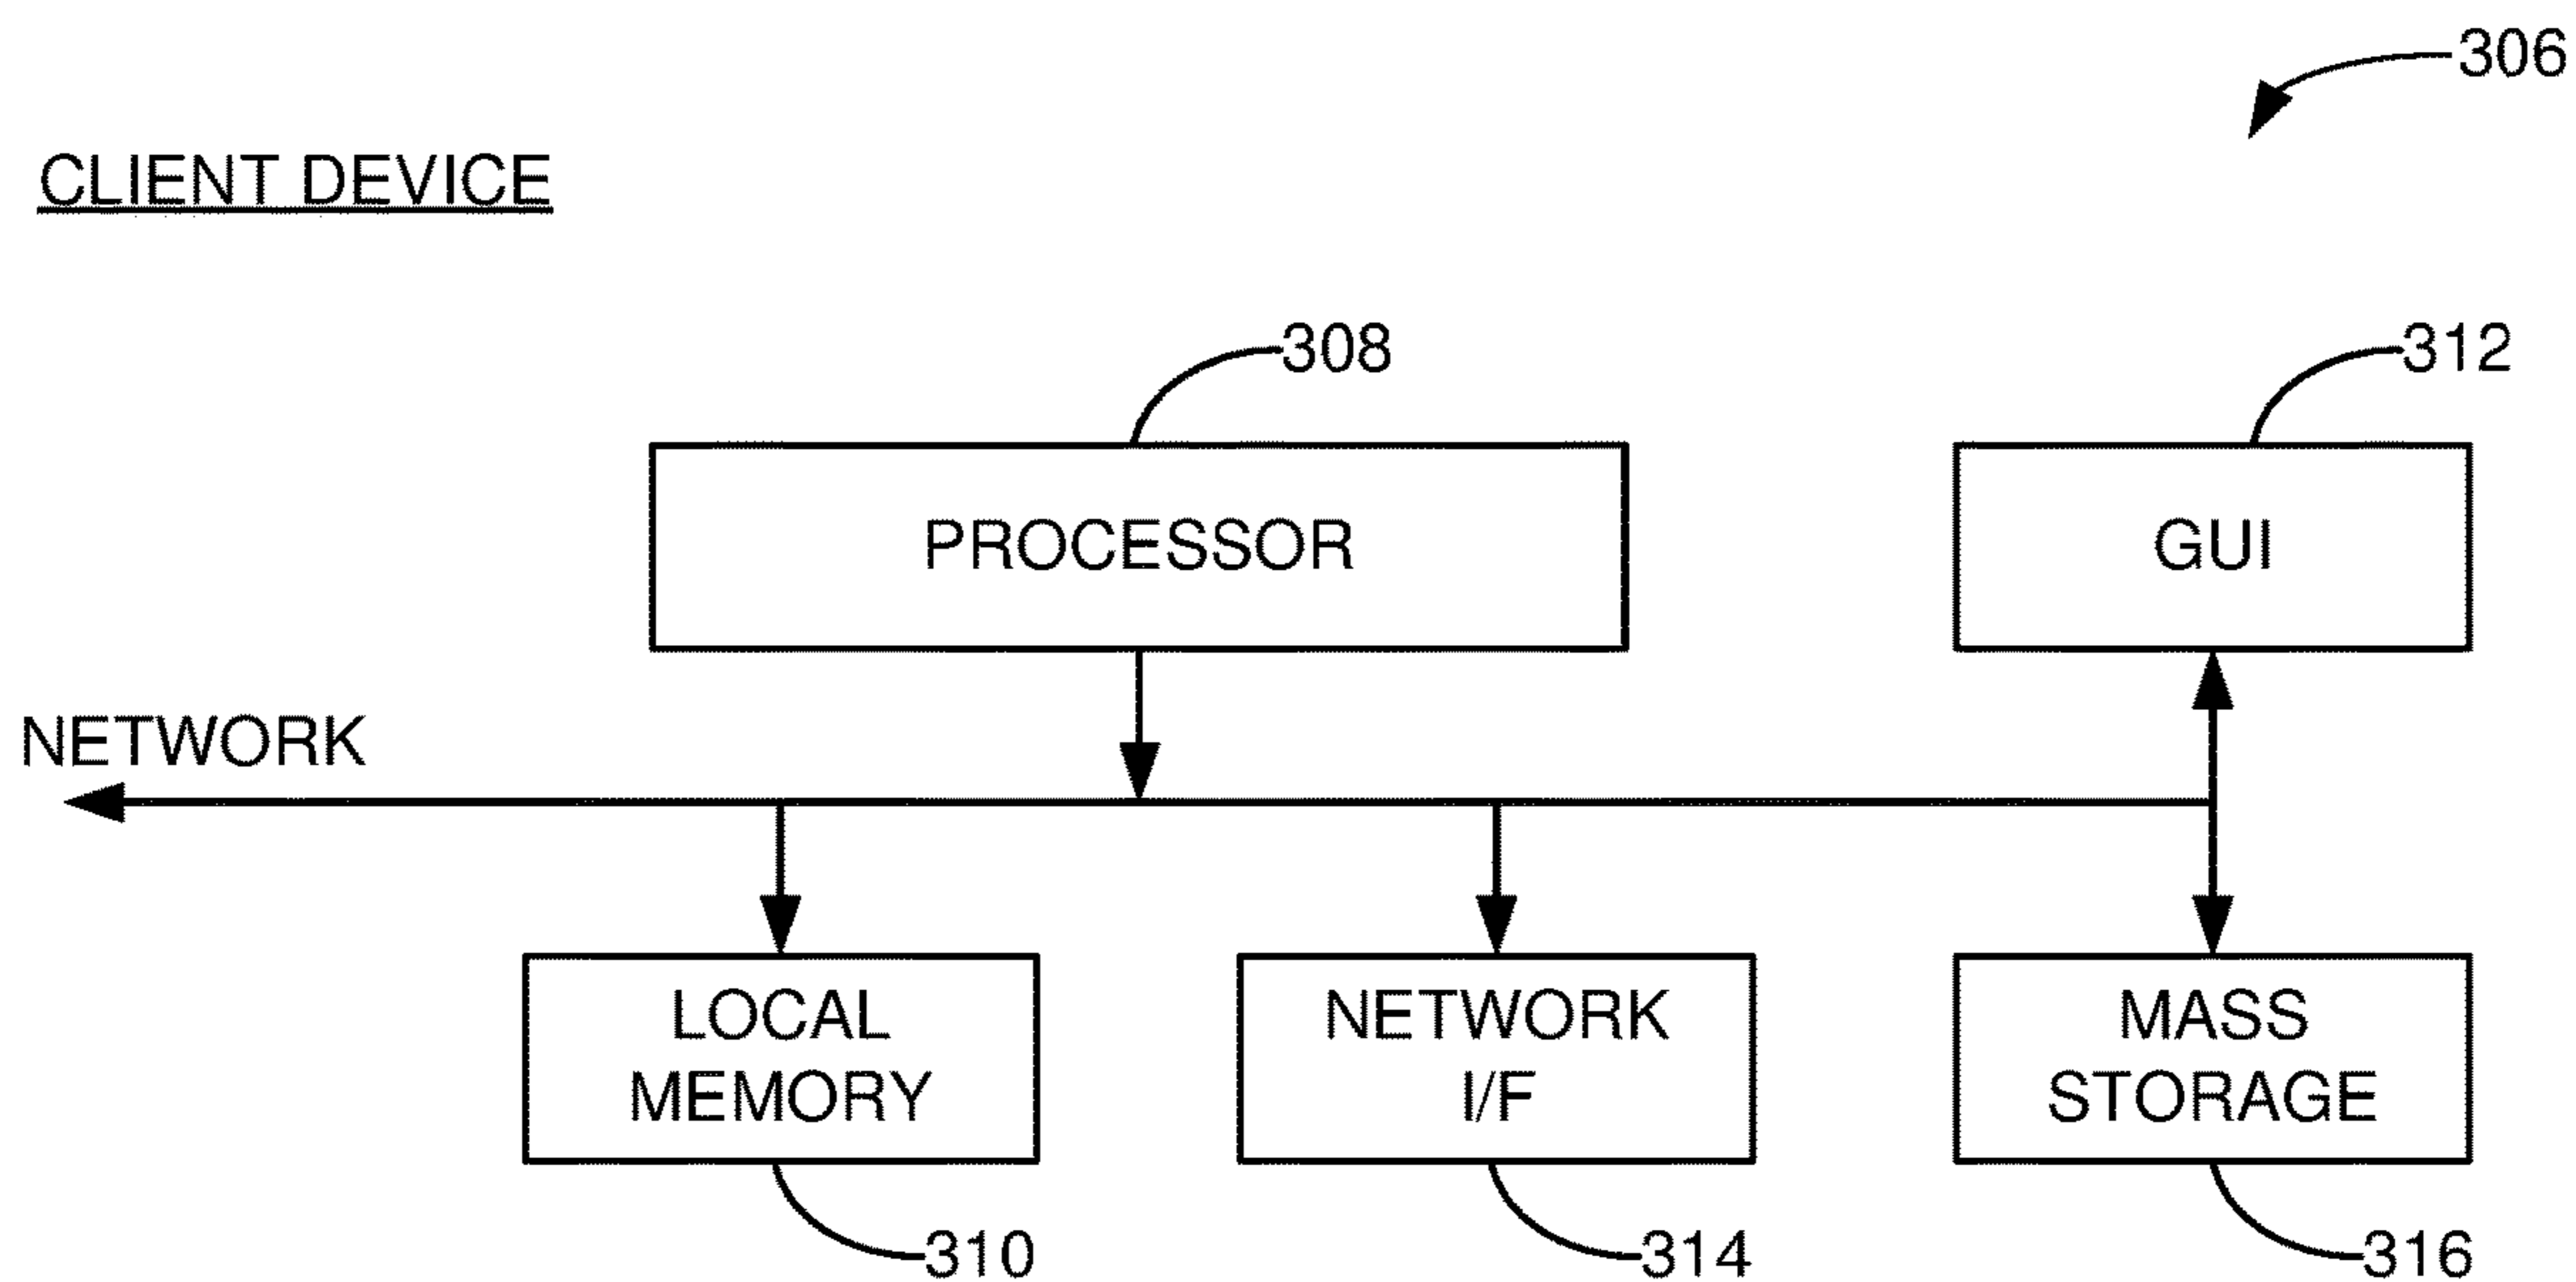 306
CLIENT DEVICE
308
312
PROCESSOR
GUI
NETWORK
LOCAL
MEMORY
NETWORK
I/F
MASS
STORAGE
310
314
316